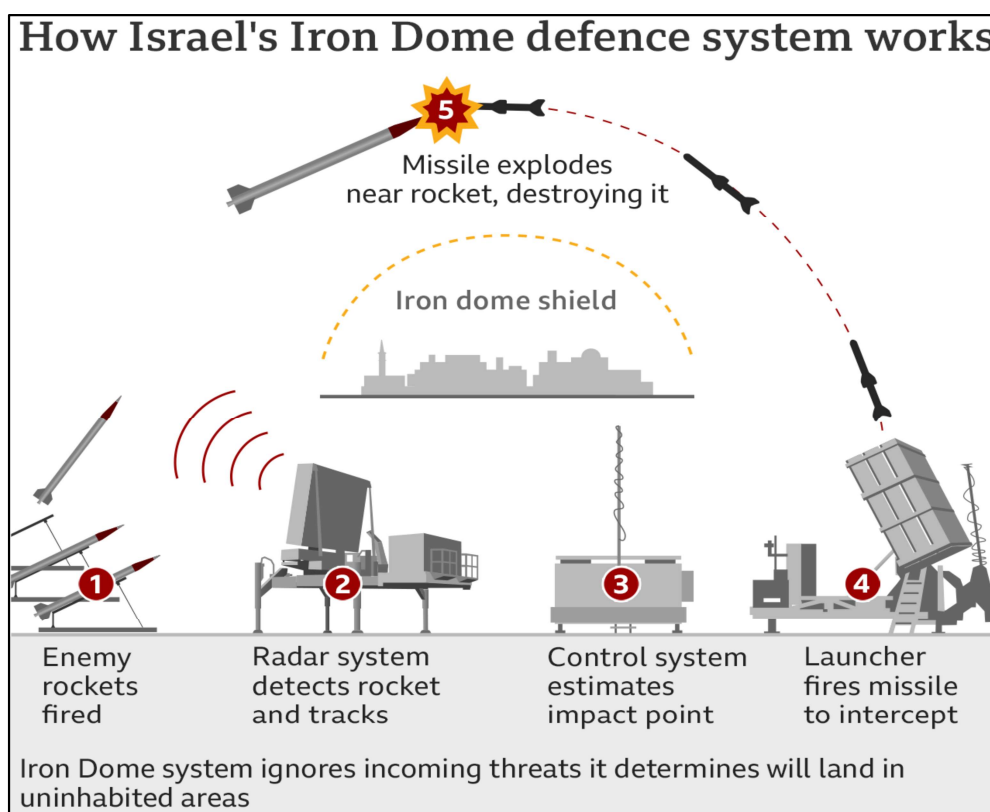 How Israel's Iron Dome defence system works
5
Missile explodes
near rocket, destroying it
Iron dome shield
1
2
3
4
Enemy
rockets
fired
Radar system
detects rocket
and tracks
Control system
estimates
impact point
Launcher
fires missile
to intercept
Iron Dome system ignores incoming threats it determines will land in
uninhabited areas